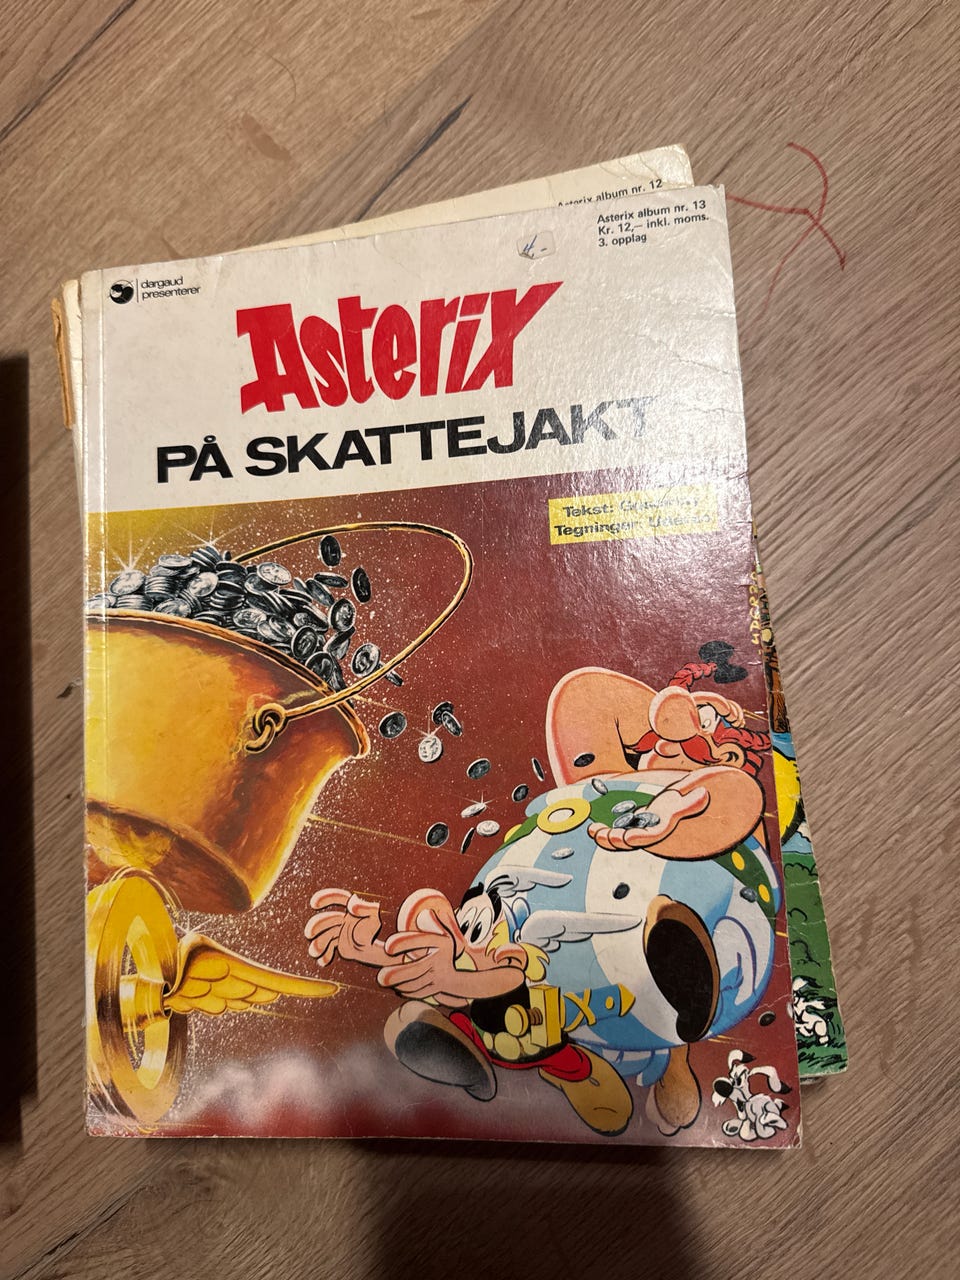 Asterix album nr. 12
Asterix album nr. 13
Kr. 12,– inkl. moms.
3. opplag
dargaud
presenterer
Asterix
PÅ SKATTEJAKT
Tekst:
Tegninger: Uderzo